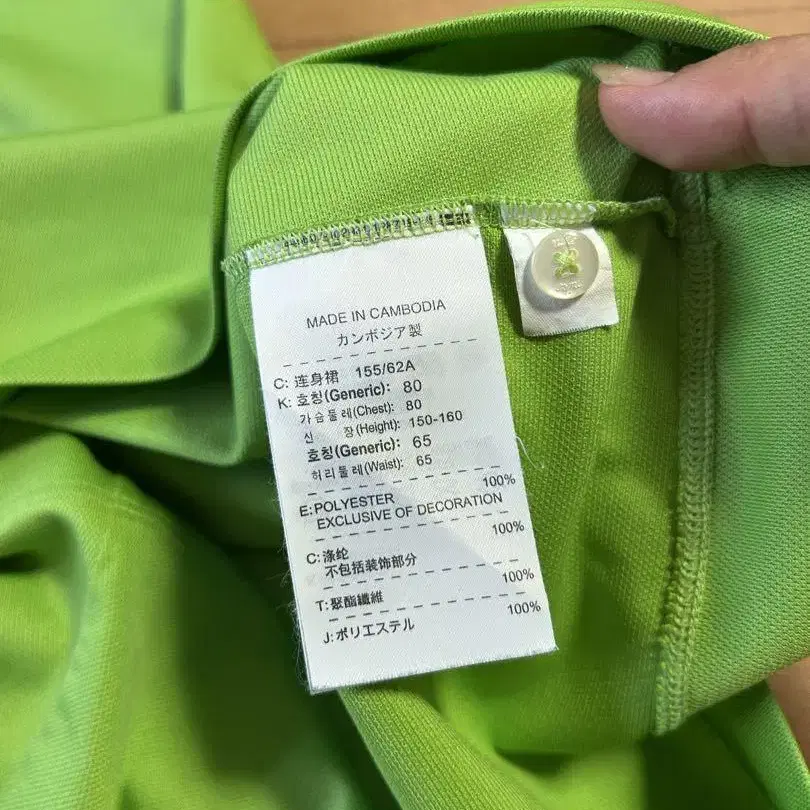 MADE IN CAMBODIA
カンボジア製
C: 连身裙 155/62A
K: 호칭(Generic): 80
가슴둘레(Chest): 80
신 장(Height): 150-160
호칭(Generic): 65
허리둘레(Waist): 65
E:POLYESTER 100%
EXCLUSIVE OF DECORATION
C:涤纶 100%
不包括装饰部分
T:聚酯纖維 100%
J:ポリエステル 100%